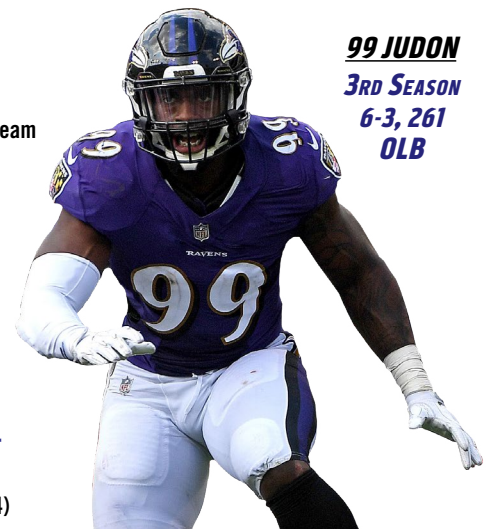 99 JUDON
3RD SEASON
6-3, 261
OLB
eam
99
99
RAVENS
99
4)